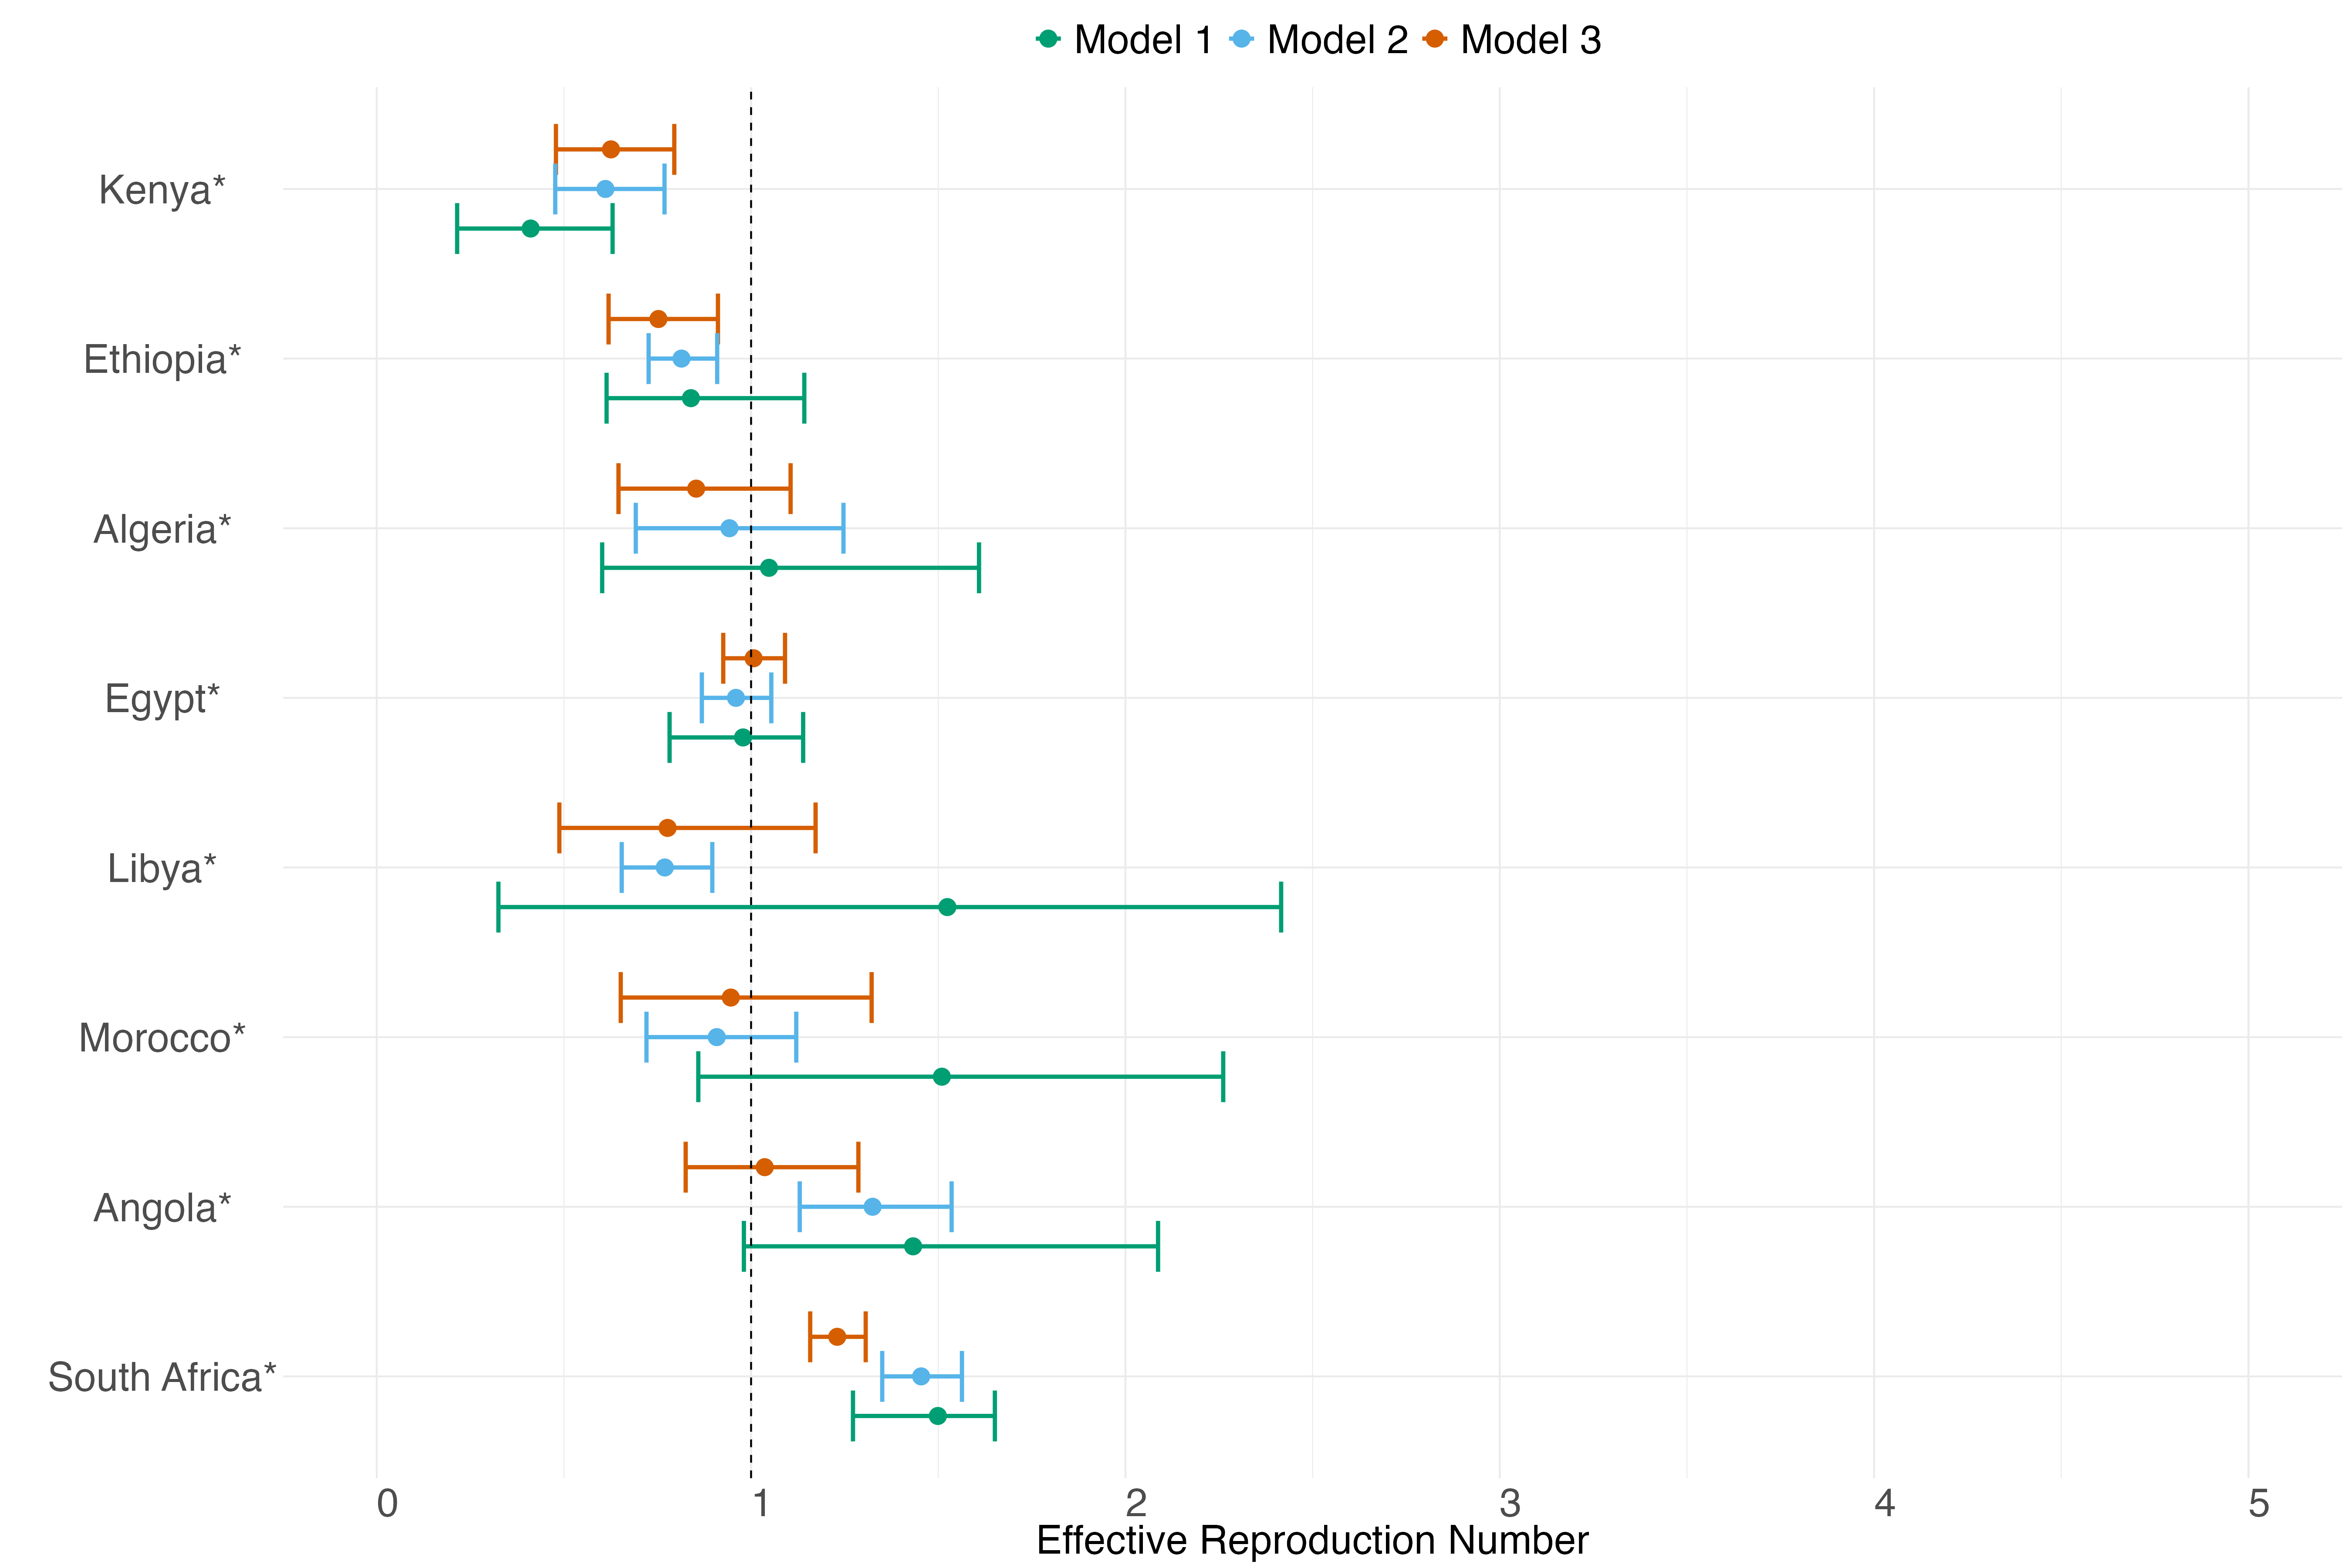 Model 1 Model 2 Model 3
Kenya*
Ethiopia*
Algeria*
Egypt*
Libya*
Morocco*
Angola*
South Africa*
0 1 2 3 4 5
Effective Reproduction Number